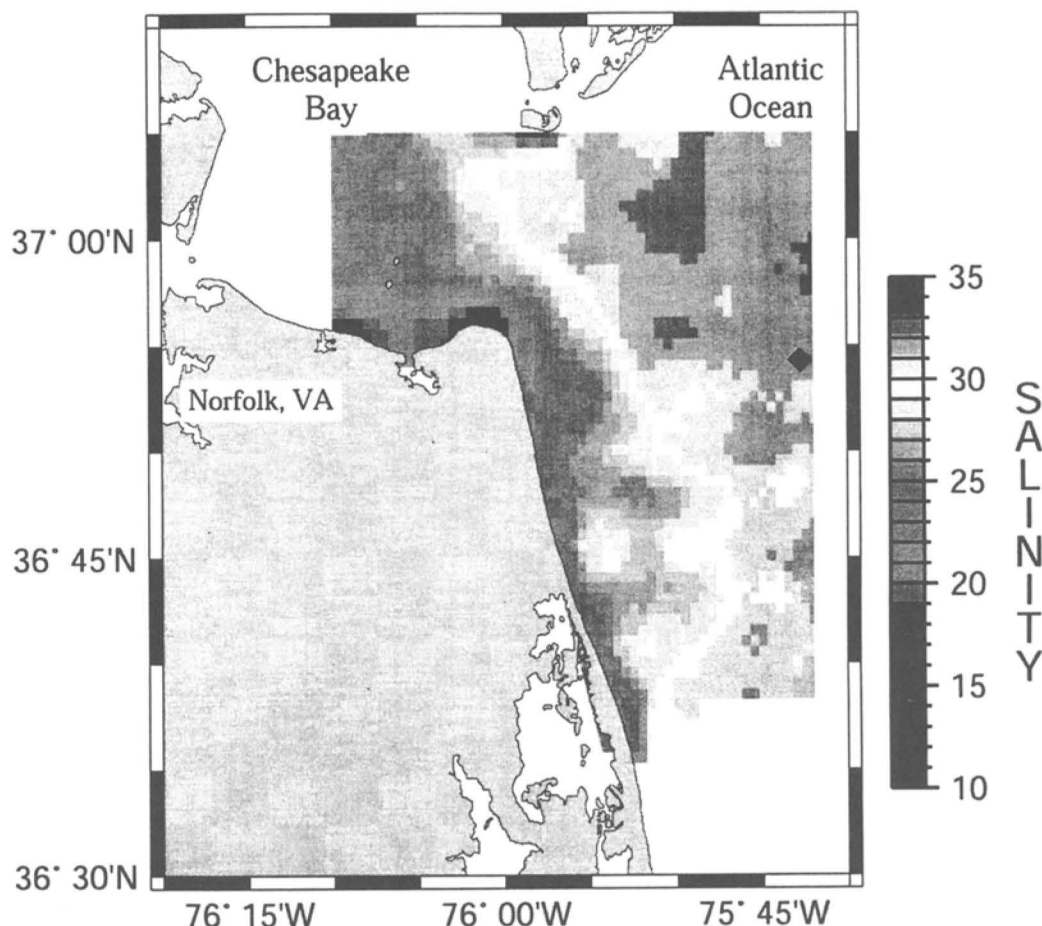 Chesapeake
Bay
Atlantic
Ocean
37° 00'N
Norfolk, VA
36° 45'N
36° 30'N
76° 15'W
76° 00'W
75° 45'W
35
30
25
20
15
10
SALINITY